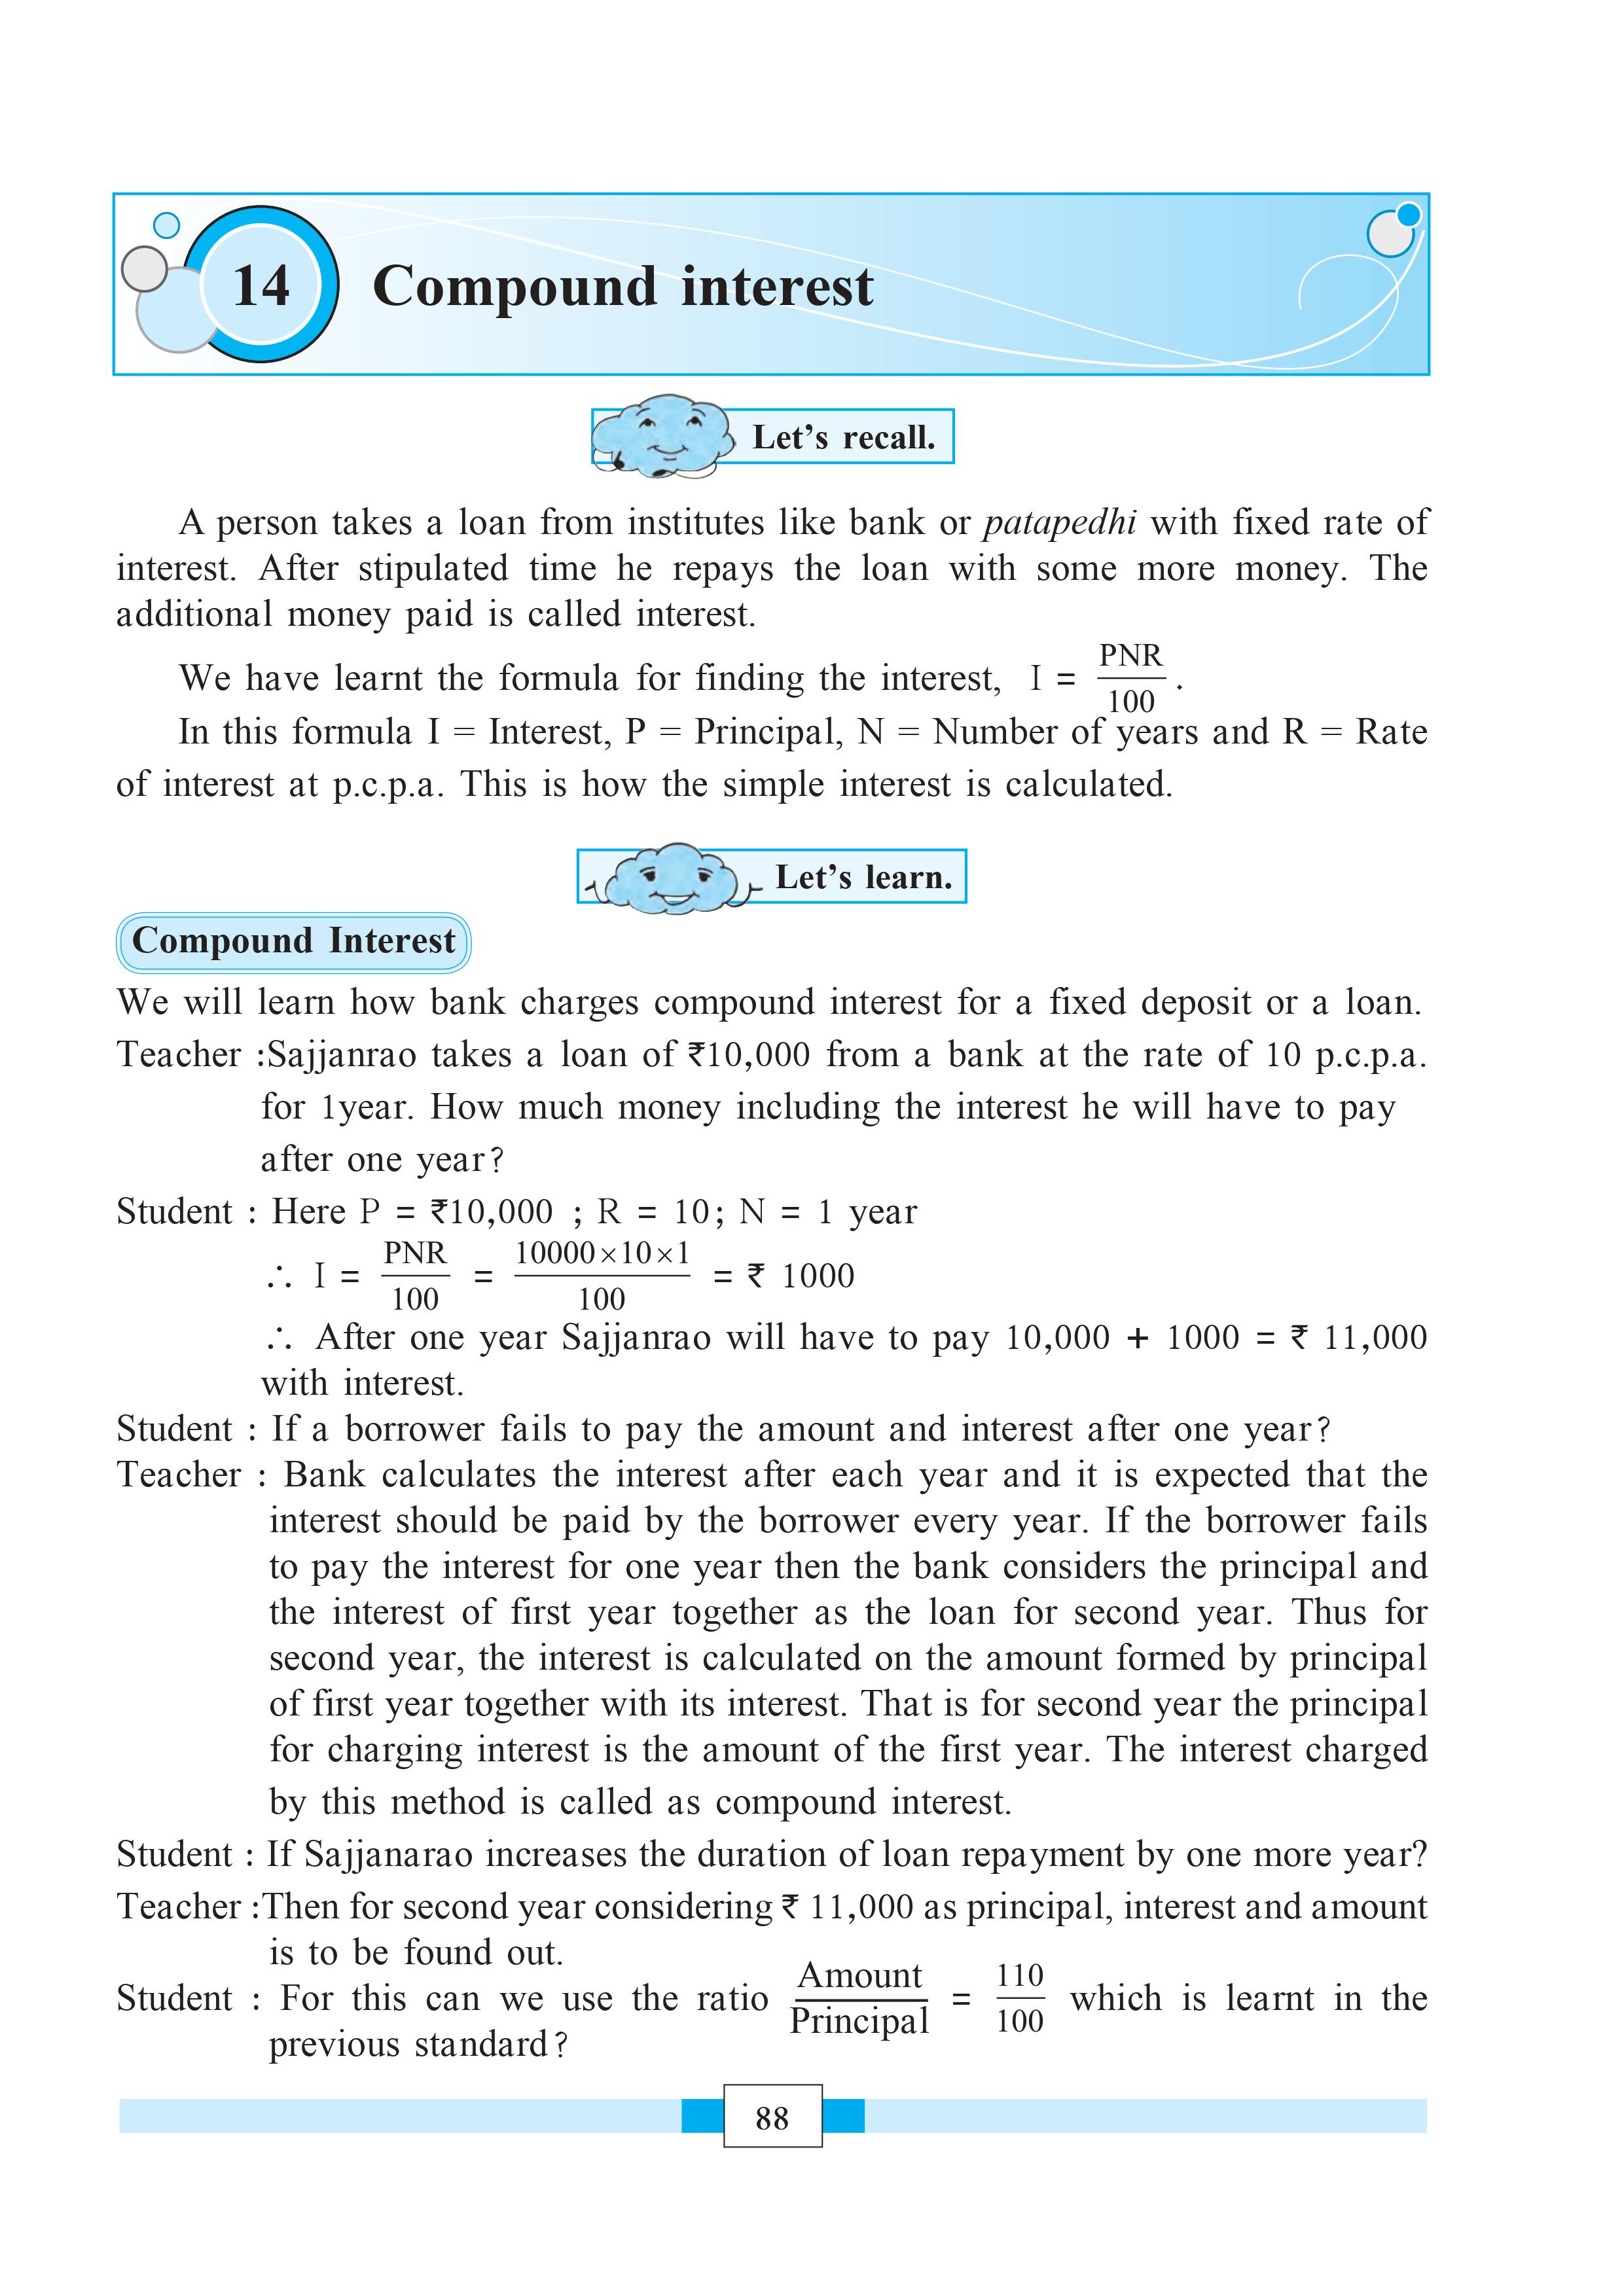 14 Compound interest
Let's recall.
A person takes a loan from institutes like bank or patapedhi with fixed rate of
interest. After stipulated time he repays the loan with some more money. The
additional money paid is called interest.
We have learnt the formula for finding the interest, I = PNR/100 .
In this formula I = Interest, P = Principal, N = Number of years and R = Rate
of interest at p.c.p.a. This is how the simple interest is calculated.
Let's learn.
Compound Interest
We will learn how bank charges compound interest for a fixed deposit or a loan.
Teacher :Sajjanrao takes a loan of ₹10,000 from a bank at the rate of 10 p.c.p.a.
for 1year. How much money including the interest he will have to pay
after one year?
Student : Here P = ₹10,000 ; R = 10; N = 1 year
∴ I = PNR/100 = 10000×10×1/100 = ₹ 1000
∴ After one year Sajjanrao will have to pay 10,000 + 1000 = ₹ 11,000
with interest.
Student : If a borrower fails to pay the amount and interest after one year?
Teacher : Bank calculates the interest after each year and it is expected that the
interest should be paid by the borrower every year. If the borrower fails
to pay the interest for one year then the bank considers the principal and
the interest of first year together as the loan for second year. Thus for
second year, the interest is calculated on the amount formed by principal
of first year together with its interest. That is for second year the principal
for charging interest is the amount of the first year. The interest charged
by this method is called as compound interest.
Student : If Sajjanarao increases the duration of loan repayment by one more year?
Teacher :Then for second year considering ₹ 11,000 as principal, interest and amount
is to be found out.
Student : For this can we use the ratio Amount/Principal = 110/100 which is learnt in the
previous standard?
88